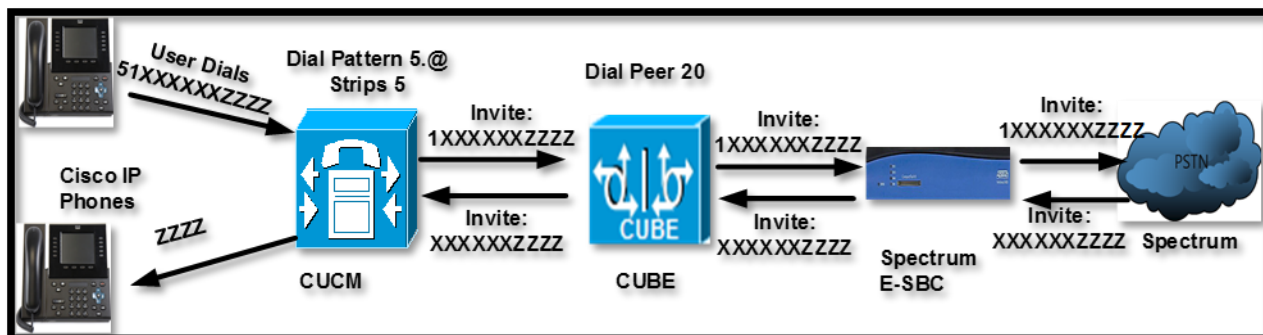 User Dials
51XXXXXXZZZZ
Dial Pattern 5.@
Strips 5
Dial Peer 20
Invite:
1XXXXXXZZZZ
Invite:
1XXXXXXZZZZ
Invite:
1XXXXXXZZZZ
PSTN
Cisco IP
Phones
CUBE
Invite:
XXXXXXZZZZ
Invite:
XXXXXXZZZZ
Invite:
XXXXXXZZZZ
Spectrum
ZZZZ
CUCM
CUBE
Spectrum
E-SBC